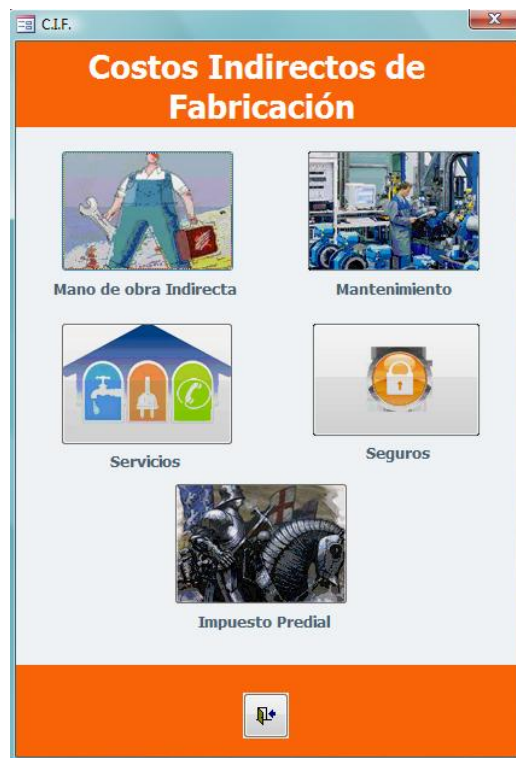 C.I.F.
Costos Indirectos de
Fabricación
Mano de obra Indirecta
Mantenimiento
Servicios
Seguros
Impuesto Predial